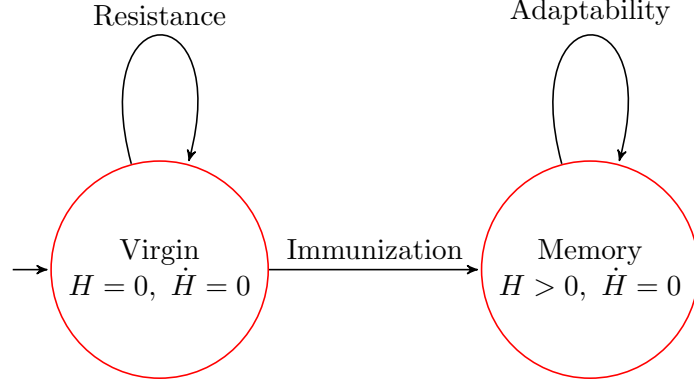 Resistance
Adaptability
Virgin
H = 0, Ḣ = 0
Immunization
Memory
H > 0, Ḣ = 0